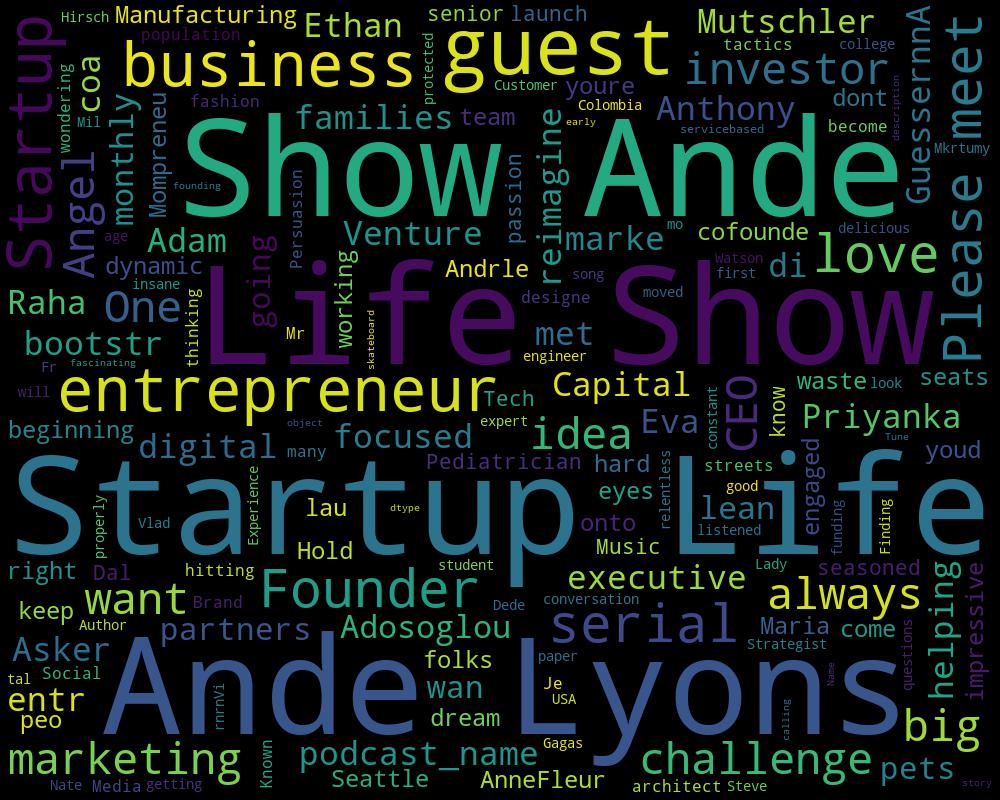 Hirsch
Manufacturing
population
Ethan
senior
launch
Mutschler
tactics
college
Startup
wondering
coa
business
guest
protected
Customer
youre
investor
dont
description
GuessernnA
meet
Mil
monthly
Mompreneu
fashion
families
team
Colombia
early
Anthony
servicebased
become
Mkrtumy
Angel
founding
Show Ande
Persuasion
passion
reimagine
age
Adam
Venture
marke
mo
cofounde
delicious
Please
dynamic
insane
going
working
Andrle
song
designe
moved
Watson
first
di
love
Raha
One
thinking
Life Show
Mr
skateboard
met
engineer
bootstr
Fr
fascinating
will
entrepreneur
Tech
Capital
constant
CEO
know
waste
look
seats
beginning
digital
object
many
focused
expert
idea
Eva
Priyanka
Tune
Pediatrician
hard
relentless
streets
good
engaged
youd
Startup Life
properly
Vlad
Experience
lau
dtype
eyes
onto
lean
listened
funding
Finding
Hold
Music
right
Dal
hitting
student
Lady
seasoned
keep
want
Brand
Founder
Dede
executive
conversation
always
helping
impressive
Author
partners
Adosoglou
serial
Maria
Strategist
come
questions
Asker
Social
tal
entr
peo
Ande Lyons
rnrnVi
folks
wan
dream
paper
Je
USA
Name
calling
big
marketing
Known
podcast_name
Gagas
challenge
pets
Nate
Media
getting
Seattle
AnneFleur
architect
Steve
story